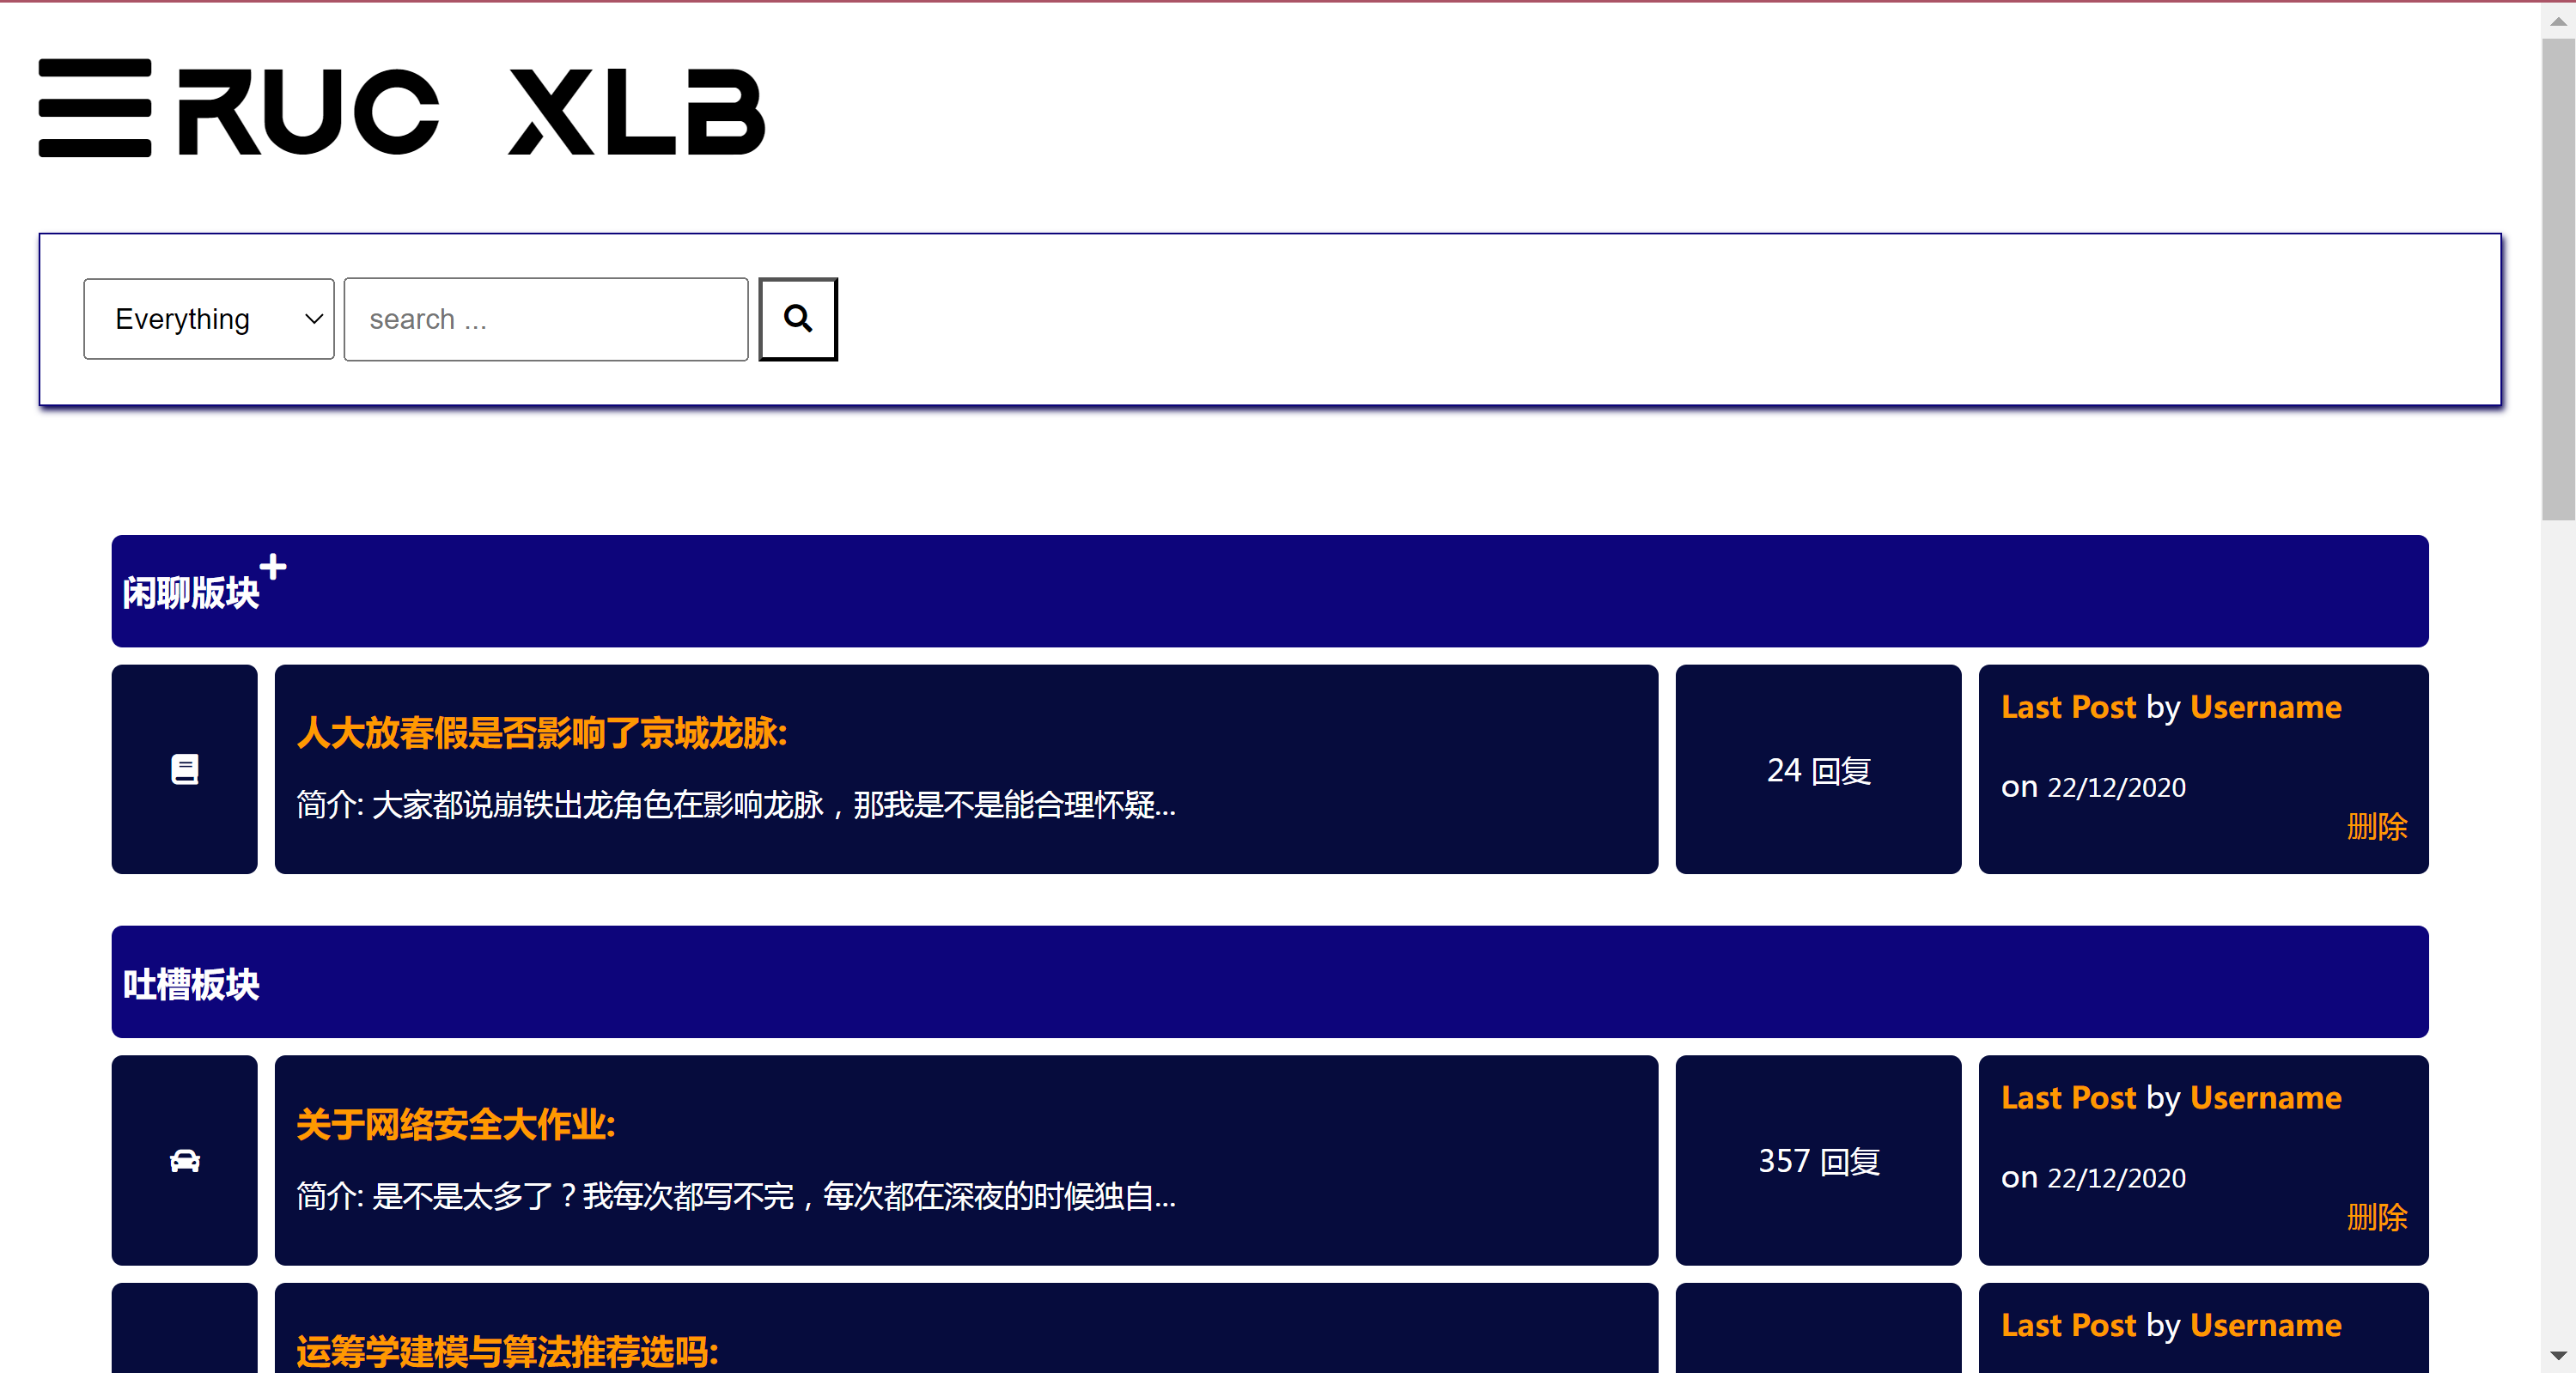 RUC XLB
Everything
search ...
闲聊版块
人大放春假是否影响了京城龙脉:
简介: 大家都说崩铁出龙角色在影响龙脉，那我是不是能合理怀疑...
24 回复
Last Post by Username
on 22/12/2020
删除
吐槽板块
关于网络安全大作业:
简介: 是不是太多了？我每次都写不完，每次都在深夜的时候独自...
357 回复
Last Post by Username
on 22/12/2020
删除
运筹学建模与算法推荐选吗:
Last Post by Username